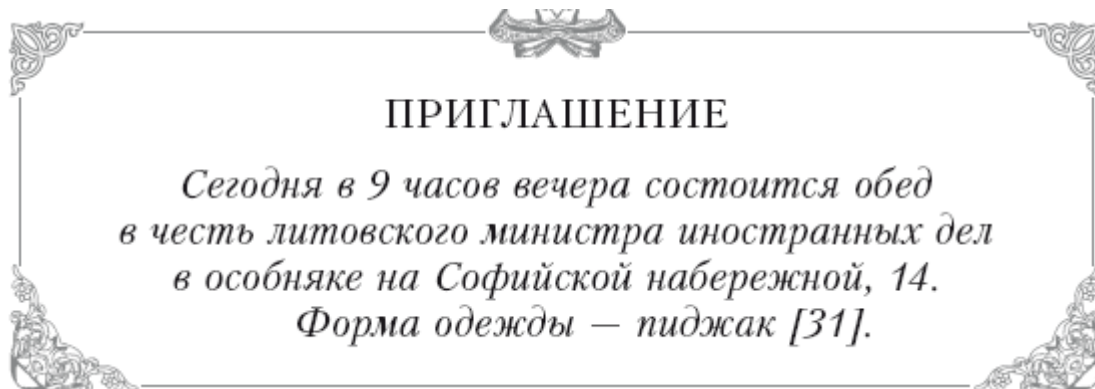 ПРИГЛАШЕНИЕ
Сегодня в 9 часов вечера состоится обед
в честь литовского министра иностранных дел
в особняке на Софийской набережной, 14.
Форма одежды — пиджак [31].